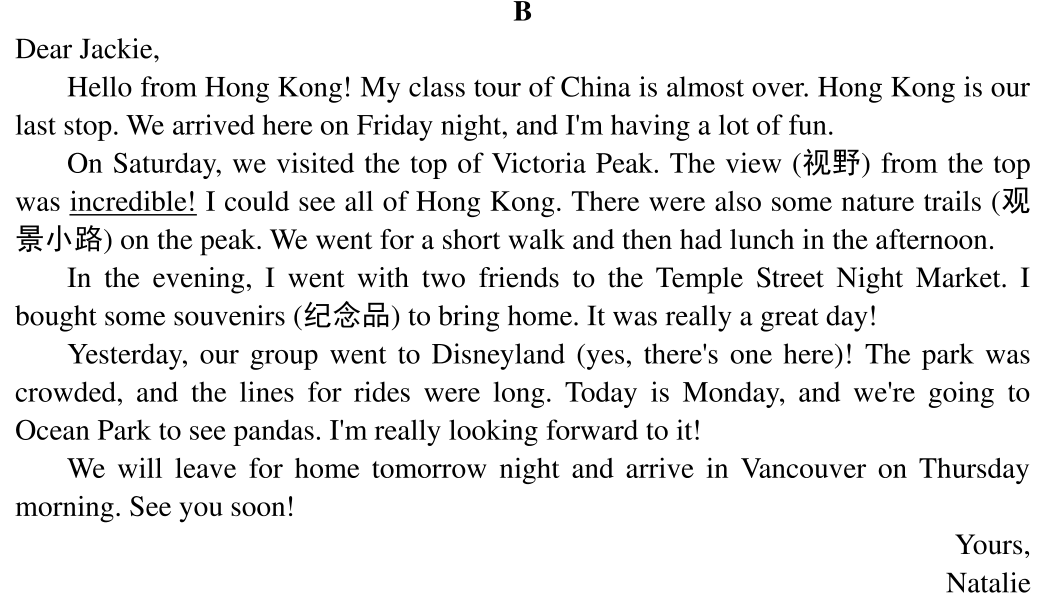 B
Dear Jackie,
Hello from Hong Kong! My class tour of China is almost over. Hong Kong is our
last stop. We arrived here on Friday night, and I'm having a lot of fun.
On Saturday, we visited the top of Victoria Peak. The view (视野) from the top
was incredible! I could see all of Hong Kong. There were also some nature trails (观
景小路) on the peak. We went for a short walk and then had lunch in the afternoon.
In the evening, I went with two friends to the Temple Street Night Market. I
bought some souvenirs (纪念品) to bring home. It was really a great day!
Yesterday, our group went to Disneyland (yes, there's one here)! The park was
crowded, and the lines for rides were long. Today is Monday, and we're going to
Ocean Park to see pandas. I'm really looking forward to it!
We will leave for home tomorrow night and arrive in Vancouver on Thursday
morning. See you soon!
Yours,
Natalie